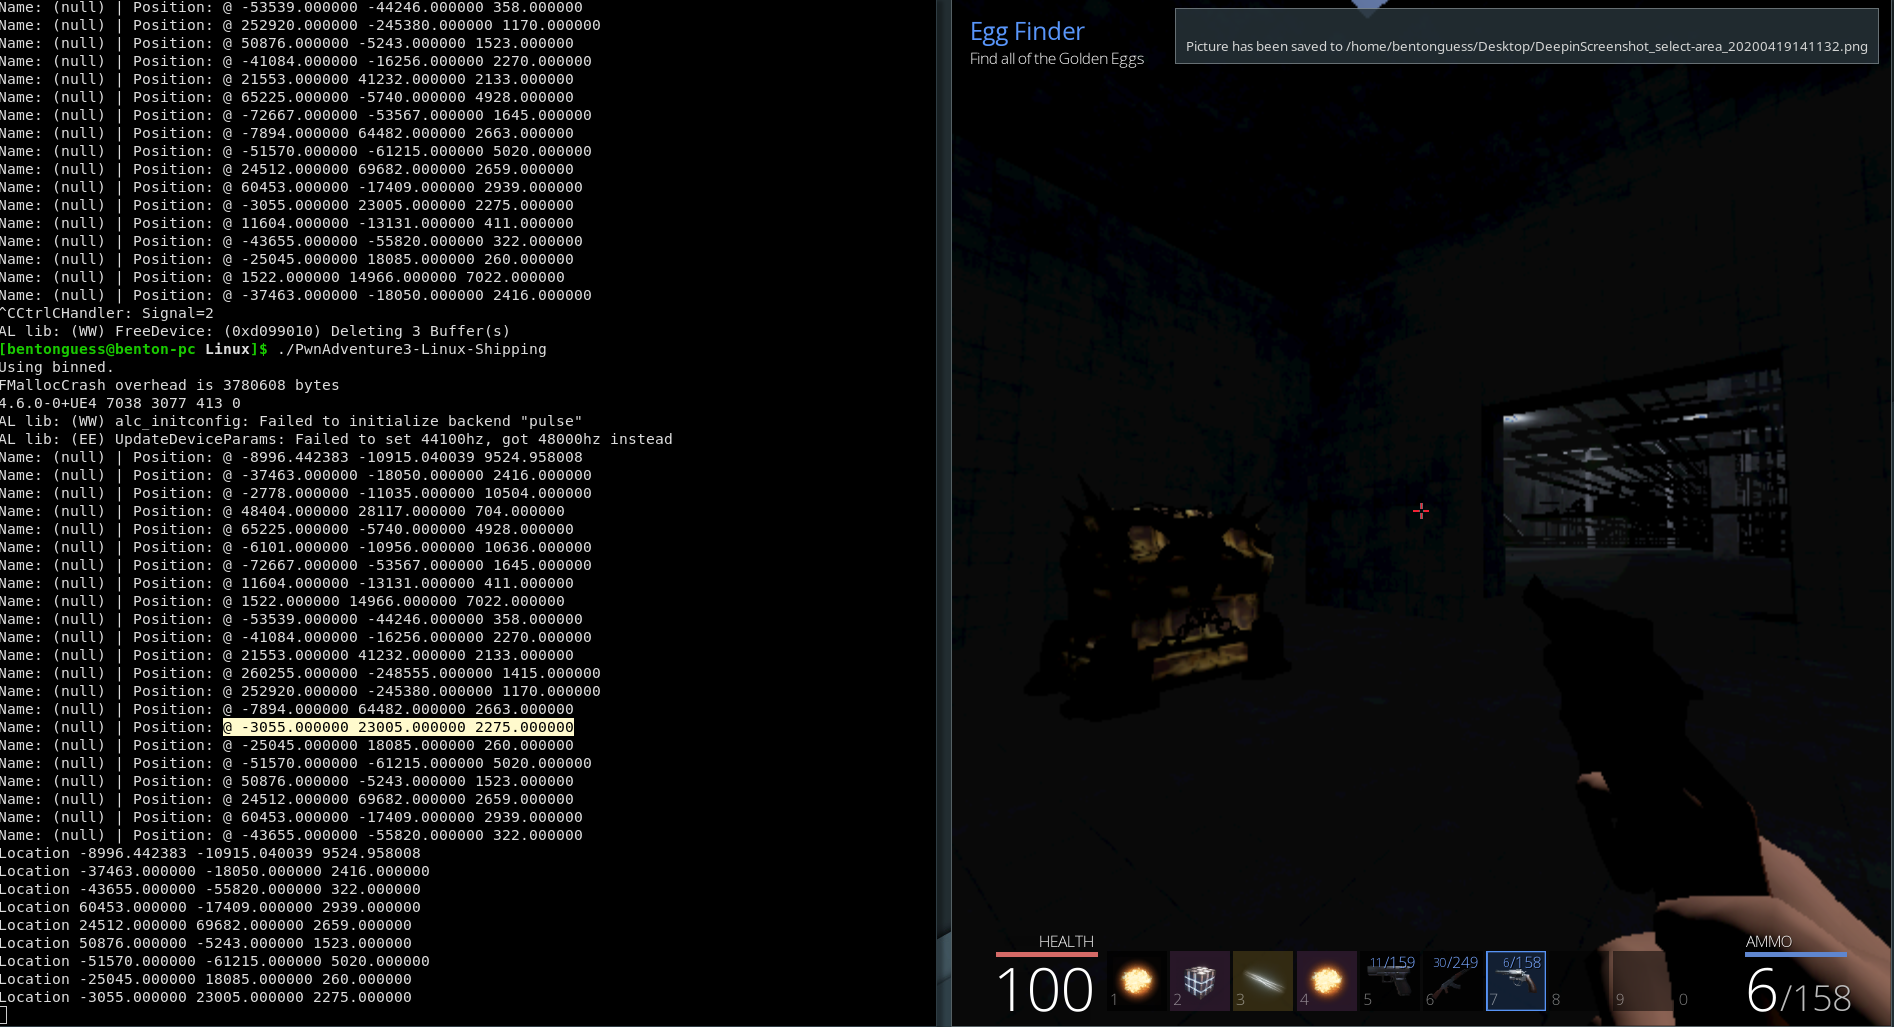 Name: (null) | Position: @ -53539.000000 -44246.000000 358.000000
Name: (null) | Position: @ 252920.000000 -245380.000000 1170.000000
Name: (null) | Position: @ 50876.000000 -5243.000000 1523.000000
Name: (null) | Position: @ -41084.000000 -16256.000000 2270.000000
Name: (null) | Position: @ 21553.000000 41232.000000 2133.000000
Name: (null) | Position: @ 65225.000000 -5740.000000 4928.000000
Name: (null) | Position: @ -72667.000000 -53567.000000 1645.000000
Name: (null) | Position: @ -7894.000000 64482.000000 2663.000000
Name: (null) | Position: @ -51570.000000 -61215.000000 5020.000000
Name: (null) | Position: @ 24512.000000 69682.000000 2659.000000
Name: (null) | Position: @ 60453.000000 -17409.000000 2939.000000
Name: (null) | Position: @ -3055.000000 23005.000000 2275.000000
Name: (null) | Position: @ 11604.000000 -13131.000000 411.000000
Name: (null) | Position: @ -43655.000000 -55820.000000 322.000000
Name: (null) | Position: @ -25045.000000 18085.000000 260.000000
Name: (null) | Position: @ 1522.000000 14966.000000 7022.000000
Name: (null) | Position: @ -37463.000000 -18050.000000 2416.000000
^CCtrlCHandler: Signal=2
AL lib: (WW) FreeDevice: (0xd099010) Deleting 3 Buffer(s)
[bentonguess@benton-pc Linux]$ ./PwnAdventure3-Linux-Shipping
Using binned.
FMallocCrash overhead is 3780608 bytes
4.6.0-0+UE4 7038 3077 413 0
AL lib: (WW) alc_initconfig: Failed to initialize backend "pulse"
AL lib: (EE) UpdateDeviceParams: Failed to set 44100hz, got 48000hz instead
Name: (null) | Position: @ -8996.442383 -10915.040039 9524.958008
Name: (null) | Position: @ -37463.000000 -18050.000000 2416.000000
Name: (null) | Position: @ -2778.000000 -11035.000000 10504.000000
Name: (null) | Position: @ 48404.000000 28117.000000 704.000000
Name: (null) | Position: @ 65225.000000 -5740.000000 4928.000000
Name: (null) | Position: @ -6101.000000 -10956.000000 10636.000000
Name: (null) | Position: @ -72667.000000 -53567.000000 1645.000000
Name: (null) | Position: @ 11604.000000 -13131.000000 411.000000
Name: (null) | Position: @ 1522.000000 14966.000000 7022.000000
Name: (null) | Position: @ -53539.000000 -44246.000000 358.000000
Name: (null) | Position: @ -41084.000000 -16256.000000 2270.000000
Name: (null) | Position: @ 21553.000000 41232.000000 2133.000000
Name: (null) | Position: @ 260255.000000 -248555.000000 1415.000000
Name: (null) | Position: @ 252920.000000 -245380.000000 1170.000000
Name: (null) | Position: @ -7894.000000 64482.000000 2663.000000
Name: (null) | Position: @ -3055.000000 23005.000000 2275.000000
Name: (null) | Position: @ -25045.000000 18085.000000 260.000000
Name: (null) | Position: @ -51570.000000 -61215.000000 5020.000000
Name: (null) | Position: @ 50876.000000 -5243.000000 1523.000000
Name: (null) | Position: @ 24512.000000 69682.000000 2659.000000
Name: (null) | Position: @ 60453.000000 -17409.000000 2939.000000
Name: (null) | Position: @ -43655.000000 -55820.000000 322.000000
Location -8996.442383 -10915.040039 9524.958008
Location -37463.000000 -18050.000000 2416.000000
Location -43655.000000 -55820.000000 322.000000
Location 60453.000000 -17409.000000 2939.000000
Location 24512.000000 69682.000000 2659.000000
Location 50876.000000 -5243.000000 1523.000000
Location -51570.000000 -61215.000000 5020.000000
Location -25045.000000 18085.000000 260.000000
Location -3055.000000 23005.000000 2275.000000
Egg Finder
Find all of the Golden Eggs
Picture has been saved to /home/bentonguess/Desktop/DeepinScreenshot_select-area_20200419141132.png
HEALTH
100
1
2
3
4
11/159
5
30/249
6
6/158
7
8
9
0
AMMO
6/158